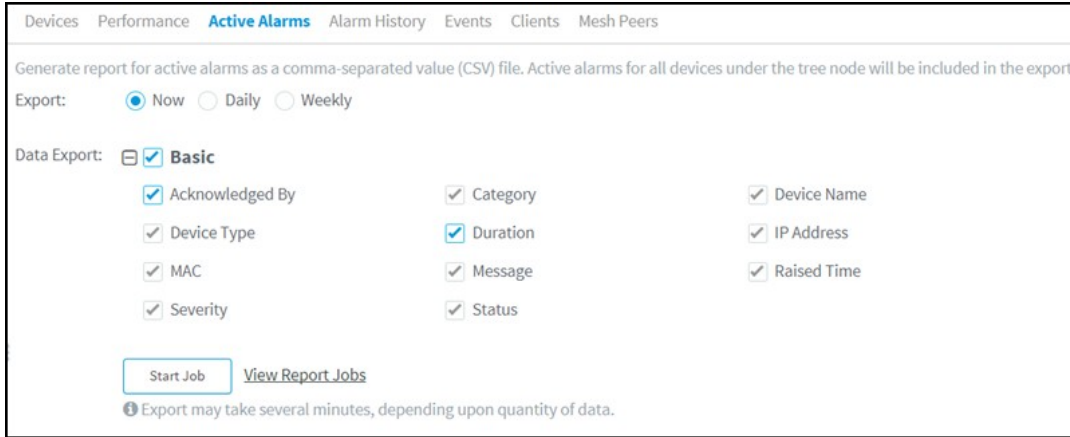 Devices Performance Active Alarms Alarm History Events Clients Mesh Peers
Generate report for active alarms as a comma-separated value (CSV) file. Active alarms for all devices under the tree node will be included in the export
Export: Now Daily Weekly
Data Export: Basic
Acknowledged By Category Device Name
Device Type Duration IP Address
MAC Message Raised Time
Severity Status
Start Job View Report Jobs
Export may take several minutes, depending upon quantity of data.